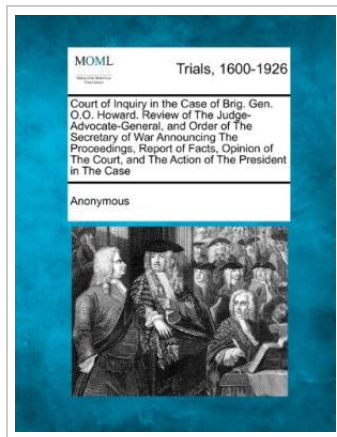 MOML
Trials, 1600-1926
Court of Inquiry in the Case of Brig. Gen.
O.O. Howard. Review of The Judge-
Advocate-General, and Order of The
Secretary of War Announcing The
Proceedings, Report of Facts, Opinion of
The Court, and The Action of The President
in The Case
Anonymous